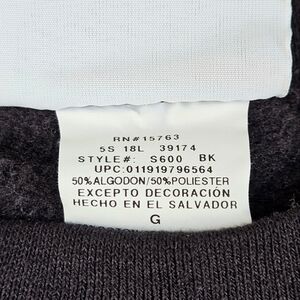 RN#15763
5S 18L 39174
STYLE#: S600 BK
UPC:011919796564
50%ALGODON/50%POLIESTER
EXCEPTO DECORACIÓN
HECHO EN EL SALVADOR
G